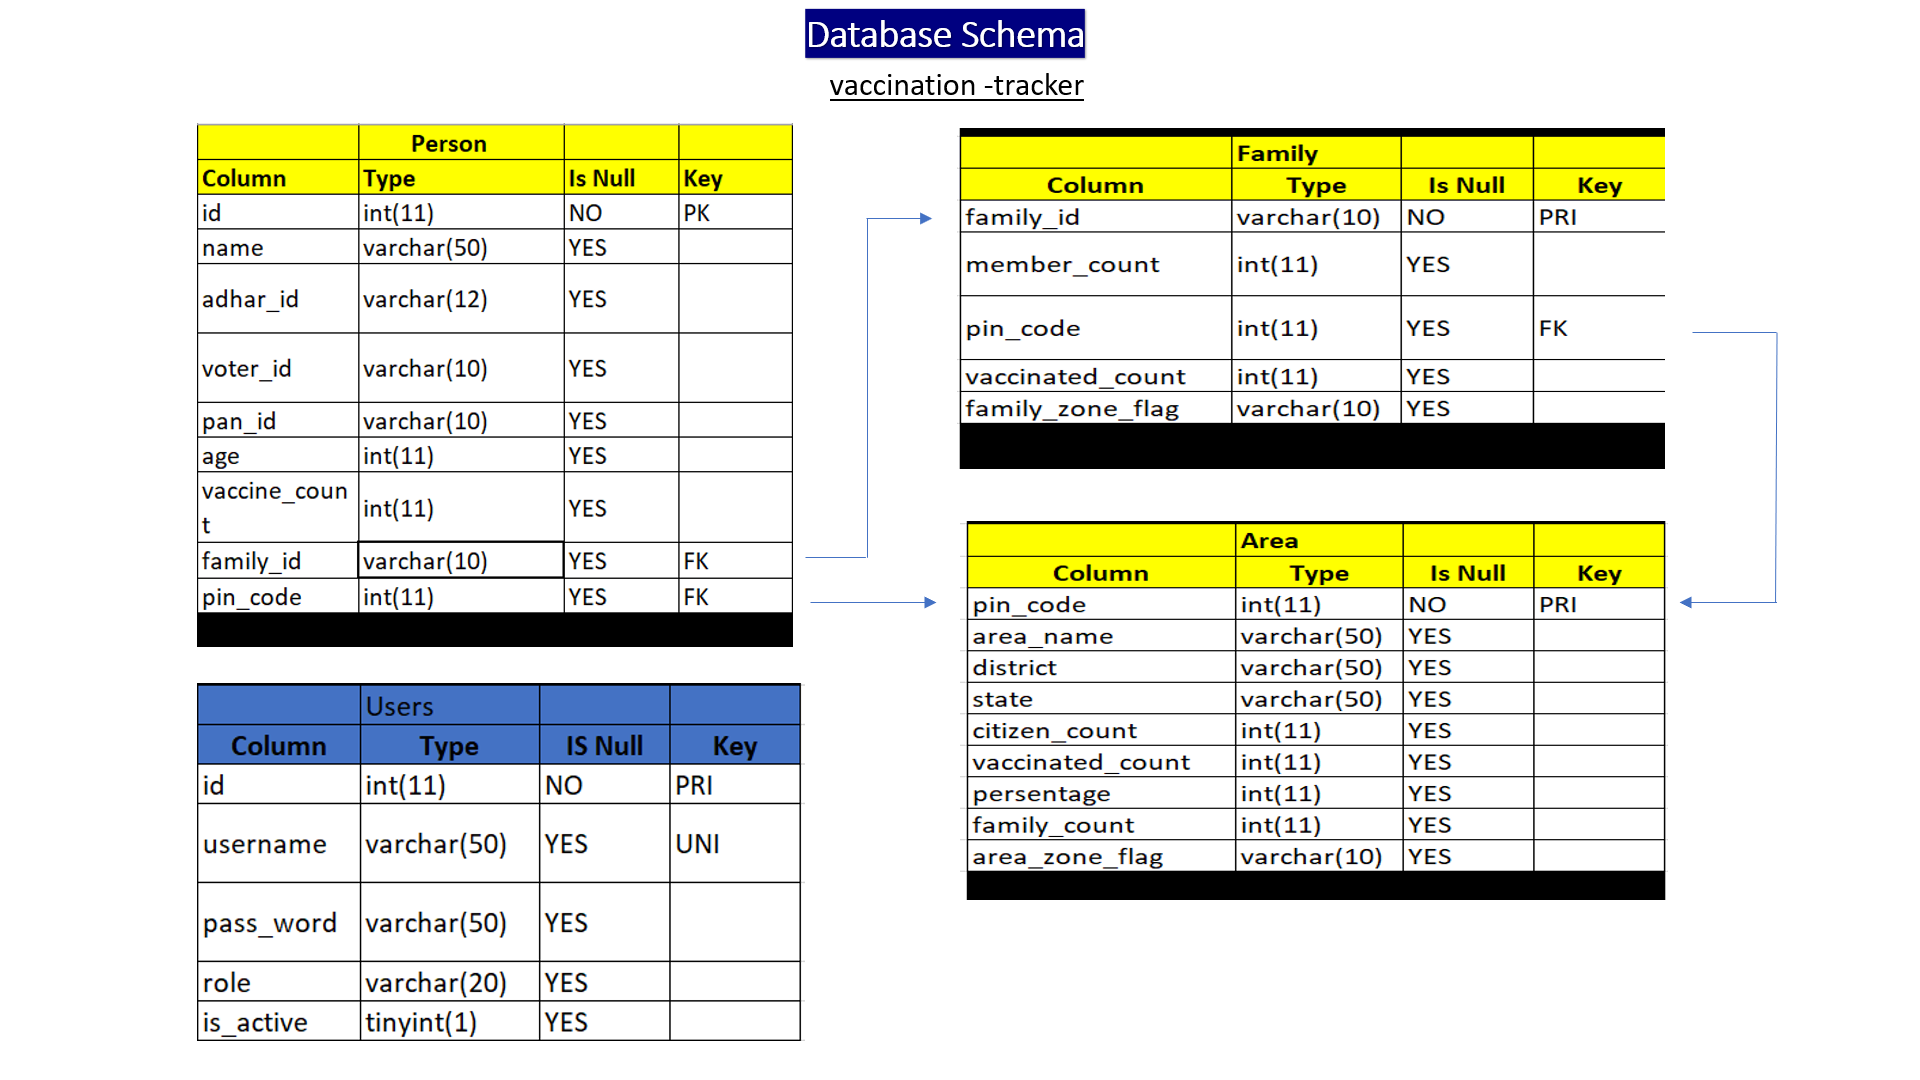 Database Schema
vaccination -tracker
Person
Column Type Is Null Key
id int(11) NO PK
name varchar(50) YES
adhar_id varchar(12) YES
voter_id varchar(10) YES
pan_id varchar(10) YES
age int(11) YES
vaccine_coun
t int(11) YES
family_id varchar(10) YES FK
pin_code int(11) YES FK
Family
Column Type Is Null Key
family_id varchar(10) NO PRI
member_count int(11) YES
pin_code int(11) YES FK
vaccinated_count int(11) YES
family_zone_flag varchar(10) YES
Users
Column Type IS Null Key
id int(11) NO PRI
username varchar(50) YES UNI
pass_word varchar(50) YES
role varchar(20) YES
is_active tinyint(1) YES
Area
Column Type Is Null Key
pin_code int(11) NO PRI
area_name varchar(50) YES
district varchar(50) YES
state varchar(50) YES
citizen_count int(11) YES
vaccinated_count int(11) YES
persentage int(11) YES
family_count int(11) YES
area_zone_flag varchar(10) YES